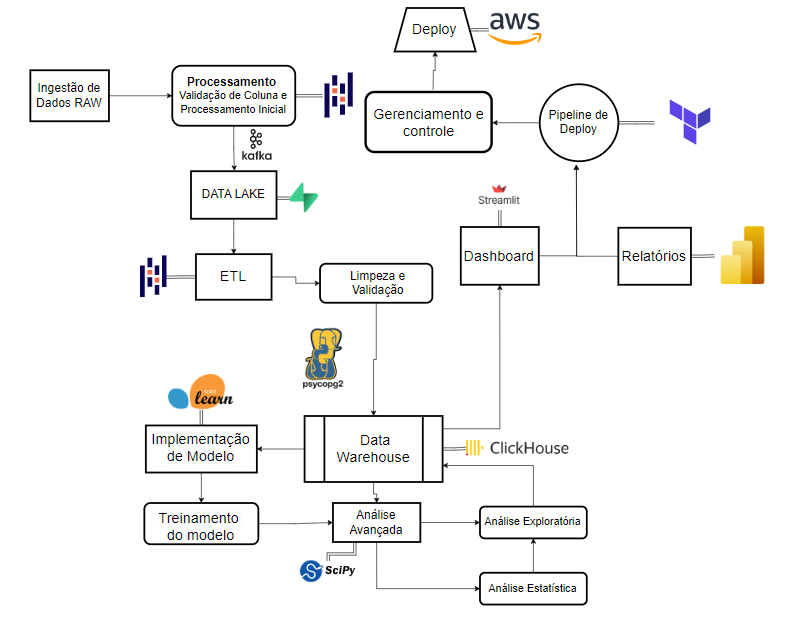 Deploy
aws
Ingestão de
Dados RAW
Processamento
Validação de Coluna e
Processamento Inicial
Gerenciamento e
controle
Pipeline de
Deploy
kafka
DATA LAKE
Streamlit
ETL
Limpeza e
Validação
Dashboard
Relatórios
psycopg2
scikit
learn
Implementação
de Modelo
Data
Warehouse
ClickHouse
Treinamento
do modelo
Análise
Avançada
Análise Exploratória
SciPy
Análise Estatística